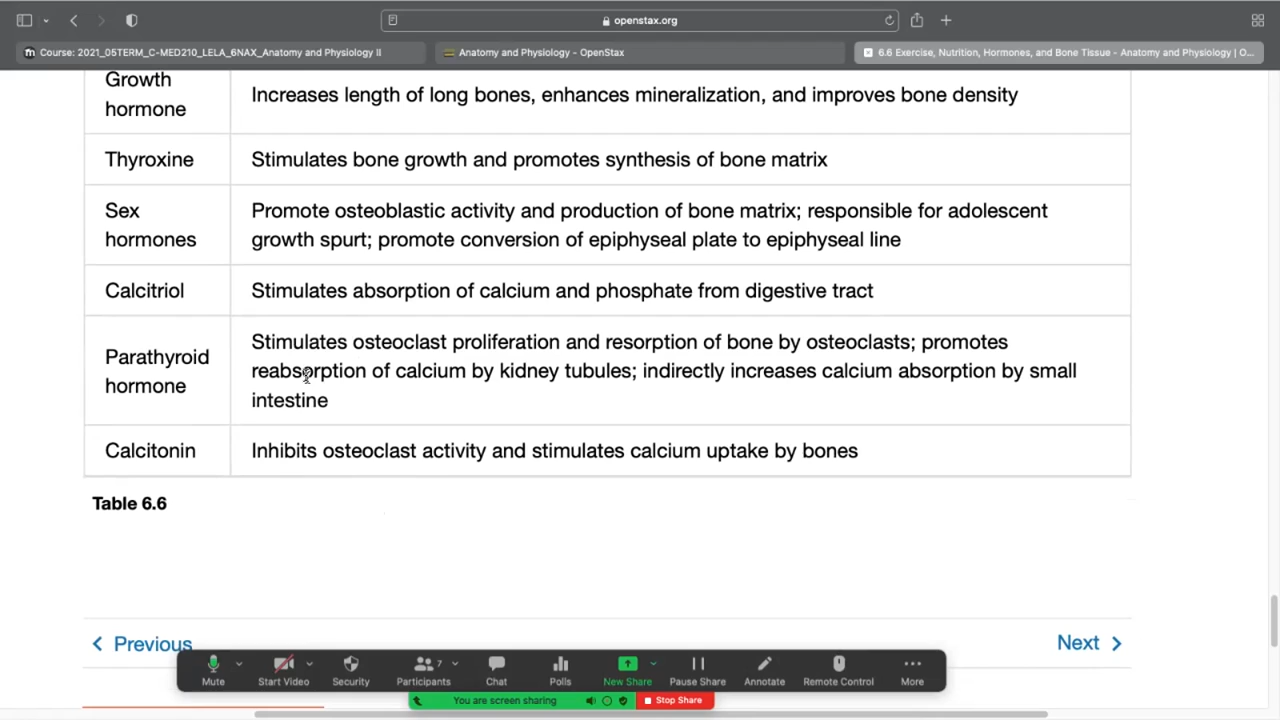 openstax.org
Course: 2021_05TERM_C-MED210_LELA_6NAX_Anatomy and Physiology II
Anatomy and Physiology - OpenStax
6.6 Exercise, Nutrition, Hormones, and Bone Tissue - Anatomy and Physiology | O...
Growth
hormone
Increases length of long bones, enhances mineralization, and improves bone density
Thyroxine
Stimulates bone growth and promotes synthesis of bone matrix
Sex
hormones
Promote osteoblastic activity and production of bone matrix; responsible for adolescent
growth spurt; promote conversion of epiphyseal plate to epiphyseal line
Calcitriol
Stimulates absorption of calcium and phosphate from digestive tract
Parathyroid
hormone
Stimulates osteoclast proliferation and resorption of bone by osteoclasts; promotes
reabsorption of calcium by kidney tubules; indirectly increases calcium absorption by small
intestine
Calcitonin
Inhibits osteoclast activity and stimulates calcium uptake by bones
Table 6.6
Previous
Next
Mute
Start Video
Security
Participants
7
Chat
Polls
New Share
Pause Share
Annotate
Remote Control
More
You are screen sharing
Stop Share